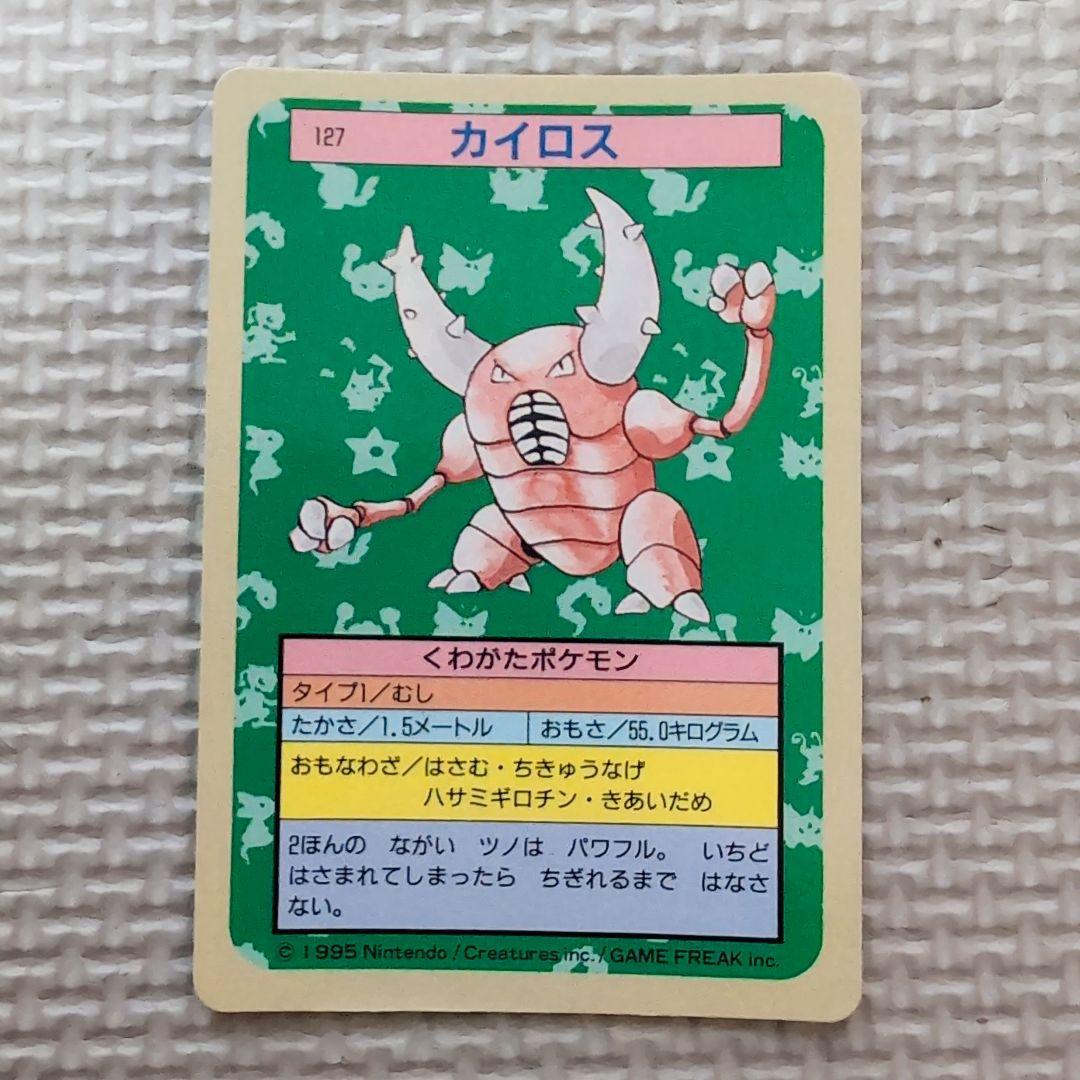 127 カイロス
くわがたポケモン
タイプ1/むし
たかさ/1.5メートル おもさ/55.0キログラム
おもなわざ/はさむ・ちきゅうなげ
ハサミギロチン・きあいだめ
2ほんの ながい ツノは パワフル。 いちど
はさまれてしまったら ちぎれるまで はなさ
ない。
© 1995 Nintendo/Creatures inc./GAME FREAK inc.